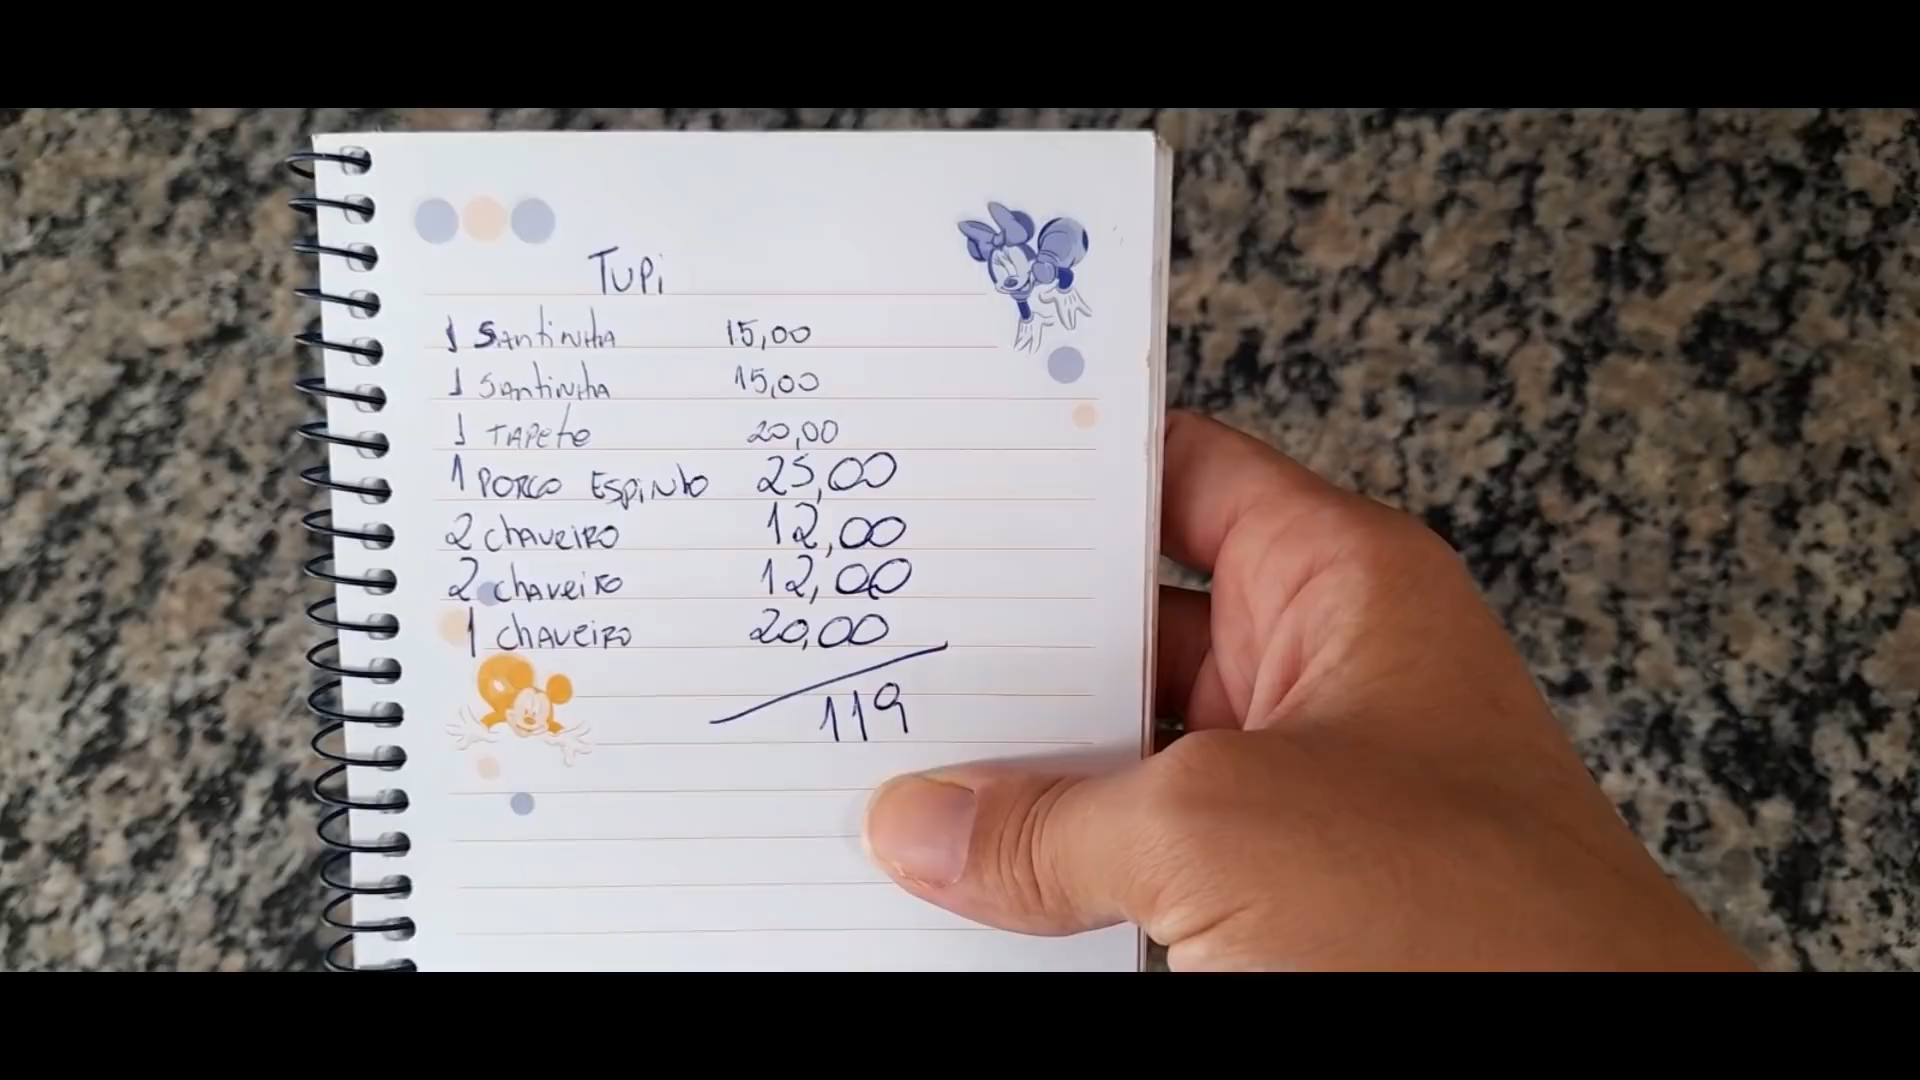 TUPi
1 SAntiNHA 15,00
1 SAntiNHA 15,00
1 TAPete 20,00
1 PORCO ESPiNhO 25,00
2 chAVEiRO 12,00
2 chaveiRO 12,00
1 CHAVEIRO 20,00
119